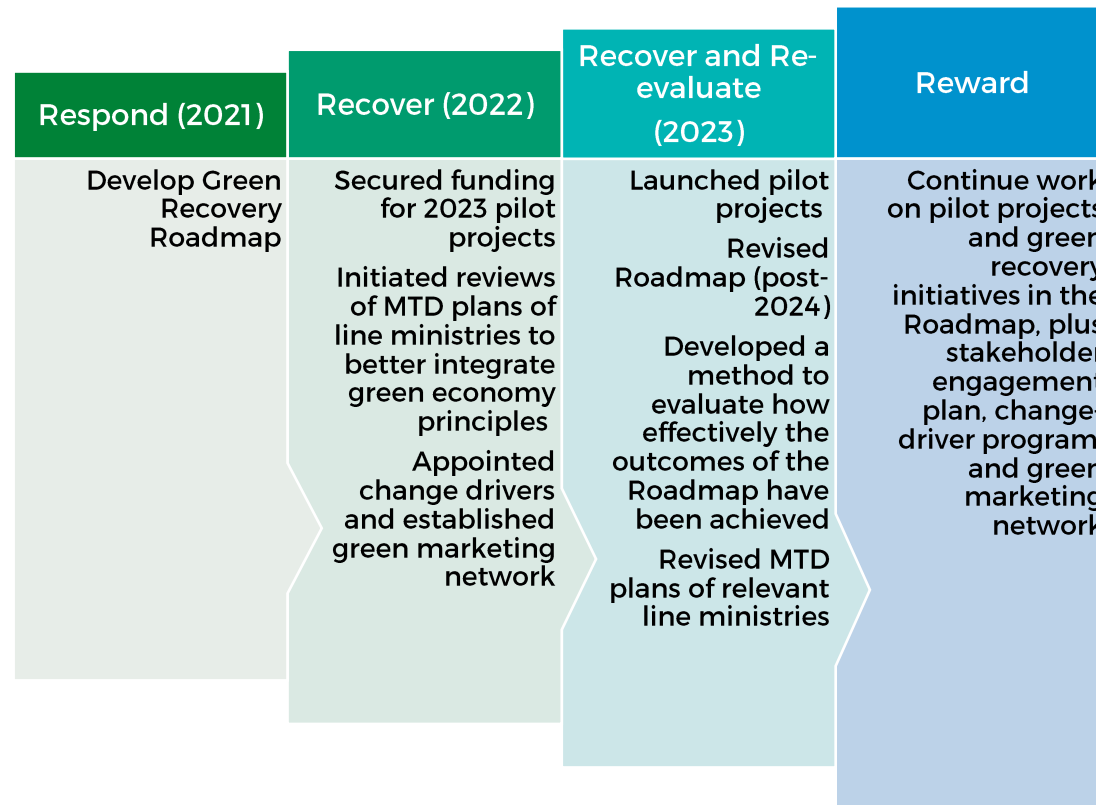 Respond (2021)
Develop Green
Recovery
Roadmap
Recover (2022)
Secured funding
for 2023 pilot
projects
Initiated reviews
of MTD plans of
line ministries to
better integrate
green economy
principles
Appointed
change drivers
and established
green marketing
network
Recover and Re-
evaluate
(2023)
Launched pilot
projects
Revised
Roadmap (post-
2024)
Developed a
method to
evaluate how
effectively the
outcomes of the
Roadmap have
been achieved
Revised MTD
plans of relevant
line ministries
Reward
Continue work
on pilot projects
and green
recovery
initiatives in the
Roadmap, plus
stakeholder
engagement
plan, change-
driver program
and green
marketing
network